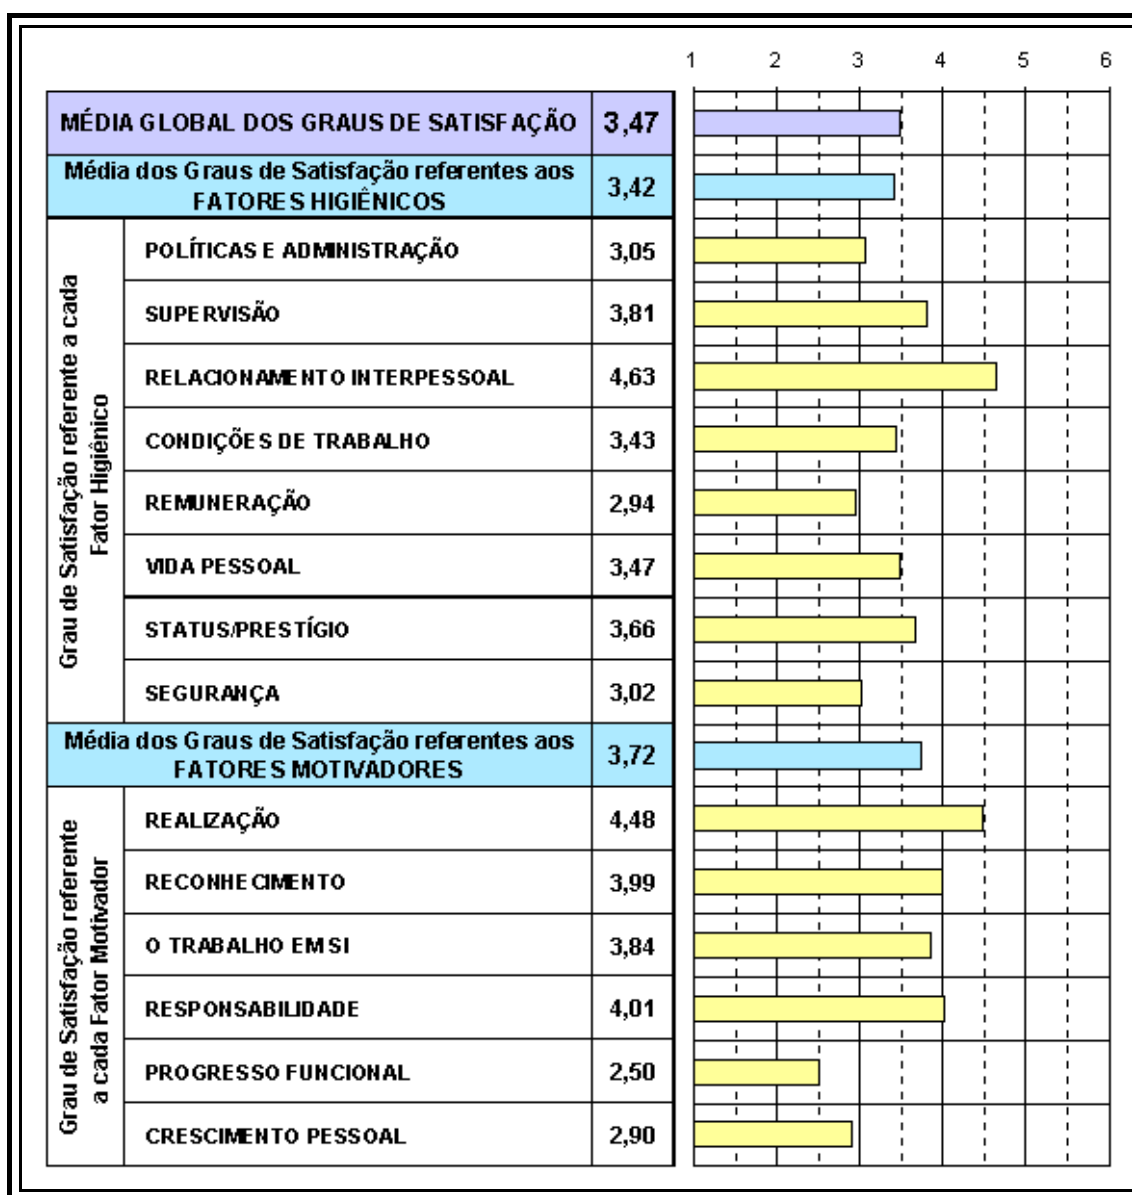 1 2 3 4 5 6
MÉDIA GLOBAL DOS GRAUS DE SATISFAÇÃO 3,47
Média dos Graus de Satisfação referentes aos
FATORES HIGIÊNICOS 3,42
Grau de Satisfação referente a cada
Fator Higiênico
POLÍTICAS E ADMINISTRAÇÃO 3,05
SUPERVISÃO 3,81
RELACIONAMENTO INTERPESSOAL 4,63
CONDIÇÕES DE TRABALHO 3,43
REMUNERAÇÃO 2,94
VIDA PESSOAL 3,47
STATUS/PRESTÍGIO 3,66
SEGURANÇA 3,02
Média dos Graus de Satisfação referentes aos
FATORES MOTIVADORES 3,72
Grau de Satisfação referente
a cada Fator Motivador
REALIZAÇÃO 4,48
RECONHECIMENTO 3,99
O TRABALHO EM SI 3,84
RESPONSABILIDADE 4,01
PROGRESSO FUNCIONAL 2,50
CRESCIMENTO PESSOAL 2,90